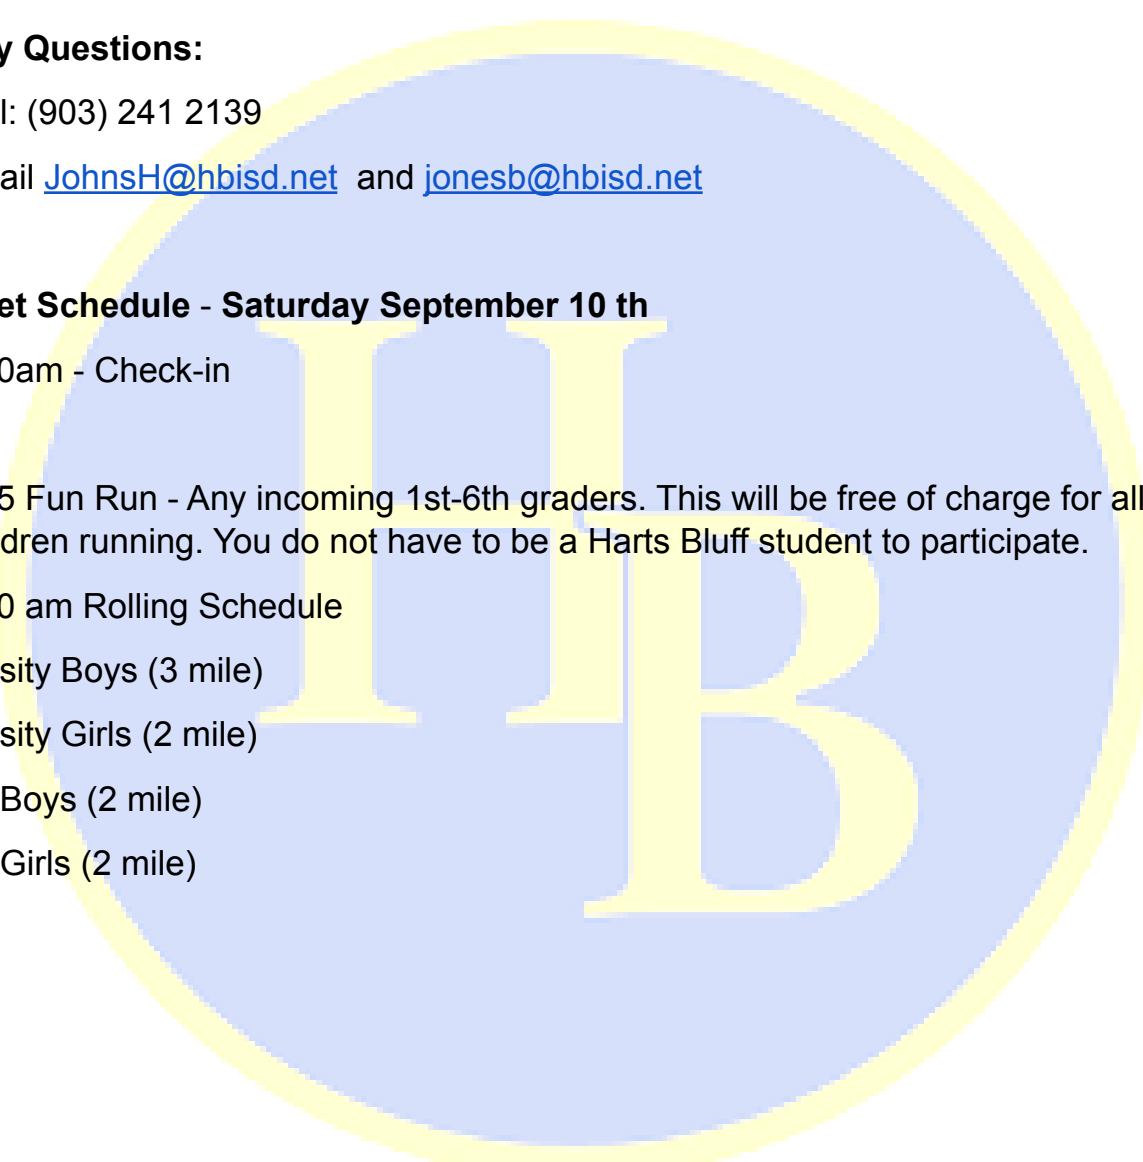 y Questions:
l: (903) 241 2139
ail JohnsH@hbisd.net and jonesb@hbisd.net
et Schedule - Saturday September 10 th
0am - Check-in
5 Fun Run - Any incoming 1st-6th graders. This will be free of charge for all
dren running. You do not have to be a Harts Bluff student to participate.
0 am Rolling Schedule
sity Boys (3 mile)
sity Girls (2 mile)
Boys (2 mile)
Girls (2 mile)
HB